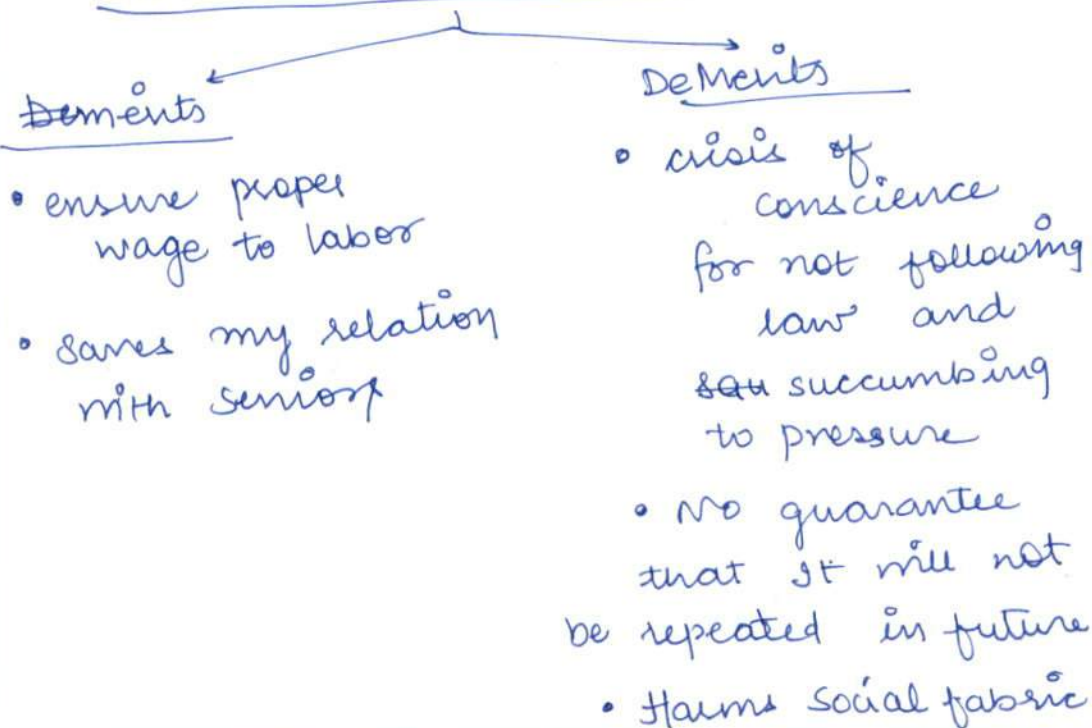 merits
• ensure proper
wage to labor
• saves my relation
with senior
DeMerits
• crisis of
conscience
for not following
law and
succumbing
to pressure
• No guarantee
that it will not
be repeated in future
• Harms social fabric